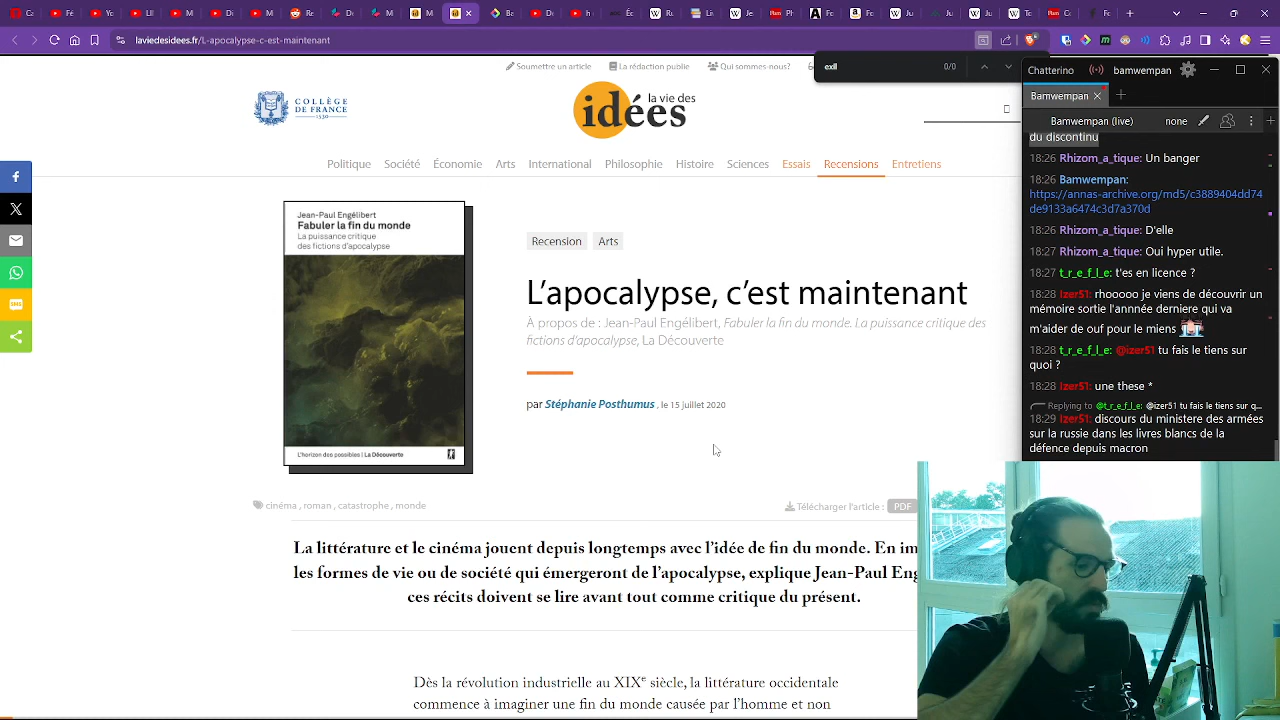 laviedesidees.fr/L-apocalypse-c-est-maintenant
Soumettre un article
La rédaction publie
Qui sommes-nous?
exil
0/0
COLLÈGE
DE FRANCE
1530
la vie des
idées
Politique Société Économie Arts International Philosophie Histoire Sciences Essais Recensions Entretiens
Jean-Paul Engélibert
Fabuler la fin du monde
La puissance critique
des fictions d'apocalypse
L'horizon des possibles | La Découverte
Recension
Arts
L'apocalypse, c'est maintenant
À propos de : Jean-Paul Engélibert, Fabuler la fin du monde. La puissance critique des
fictions d'apocalypse, La Découverte
par Stéphanie Posthumus , le 15 juillet 2020
cinéma , roman , catastrophe , monde
Télécharger l'article : PDF
La littérature et le cinéma jouent depuis longtemps avec l'idée de fin du monde. En im
les formes de vie ou de société qui émergeront de l'apocalypse, explique Jean-Paul Eng
ces récits doivent se lire avant tout comme critique du présent.
Dès la révolution industrielle au XIXe siècle, la littérature occidentale
commence à imaginer une fin du monde causée par l'homme et non
SMS
Chatterino
bamwempan
Bamwempan
Bamwempan (live)
none
du discontinu
18:26 Rhizom_a_tique: Un banger
18:26 Bamwempan:
https://annas-archive.org/md5/c3889404dd74
de9133a6474c3d7a370d
18:26 Rhizom_a_tique: D'elle
18:27 Rhizom_a_tique: Oui hyper utile.
18:27 t_r_e_f_l_e: t'es en licence ?
18:28 Izer51: rhooooo je viens de découvrir un
mémoire sortie l'année derniere qui va
m'aider de ouf pour le miens
18:28 t_r_e_f_l_e: @izer51 tu fais le tiens sur
quoi ?
18:28 Izer51: une these *
Replying to @t_r_e_f_l_e: @izer51 tu fais le tiens s...
18:29 Izer51: discours du ministere des armées
sur la russie dans les livres blancs de la
défense depuis macron